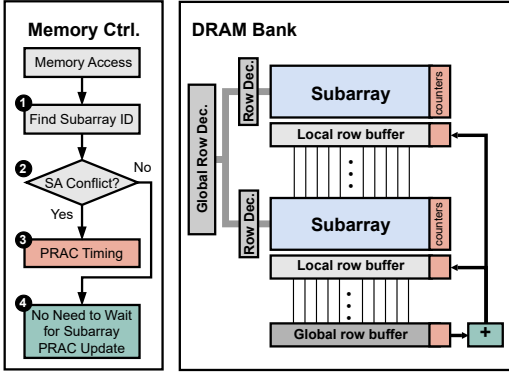 Memory Ctrl.
Memory Access
1
Find Subarray ID
2
SA Conflict?
No
Yes
3
PRAC Timing
4
No Need to Wait
for Subarray
PRAC Update
DRAM Bank
Global Row Dec.
Row Dec.
Subarray
counters
Local row buffer
Row Dec.
Subarray
counters
Local row buffer
Global row buffer
+